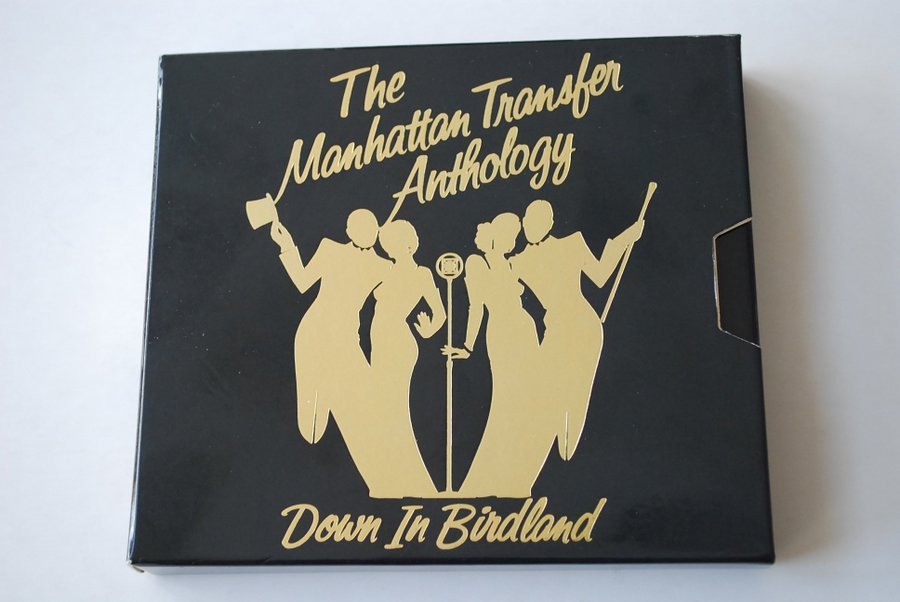 The
Manhattan Transfer
Anthology
Down In Birdland